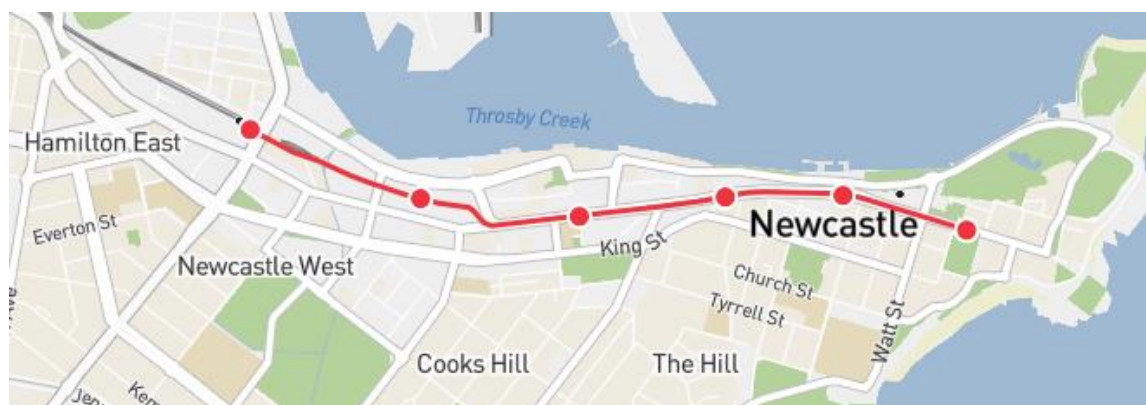 Throsby Creek
Hamilton East
Everton St
Newcastle
King St
Newcastle West
Church St
Tyrrell St
Watt St
Cooks Hill
The Hill